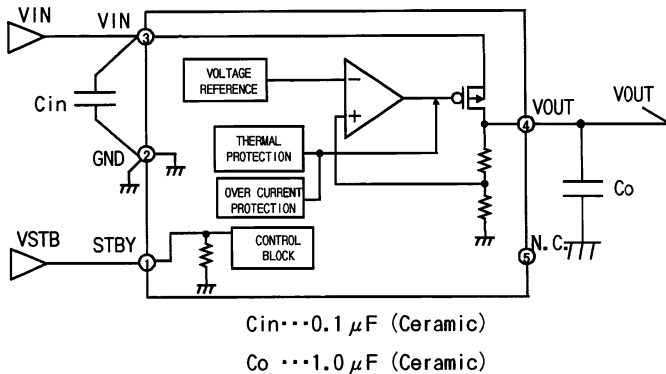 VIN
VIN
3
Cin
VOLTAGE
REFERENCE
−
+
VOUT
4
VOUT
GND
2
THERMAL
PROTECTION
OVER CURRENT
PROTECTION
Co
VSTB
STBY
1
CONTROL
BLOCK
N.C.
5
Cin･･･0.1μF (Ceramic)
Co ･･･1.0μF (Ceramic)